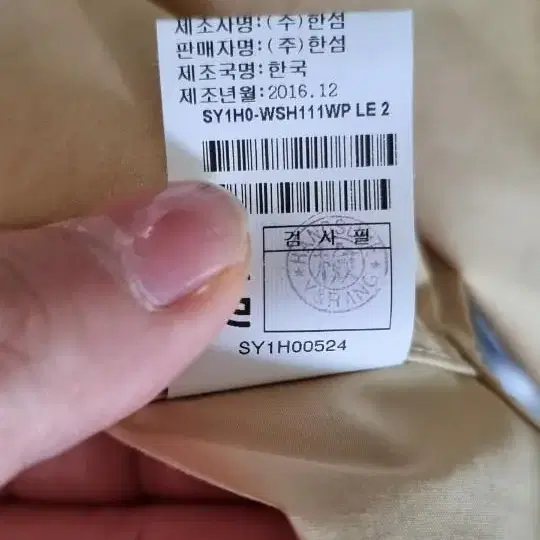 제조사명:(주)한섬
판매자명:(주)한섬
제조국명:한국
제조년월:2016.12
SY1H0-WSH111WP LE 2
검 사 필
SY1H00524